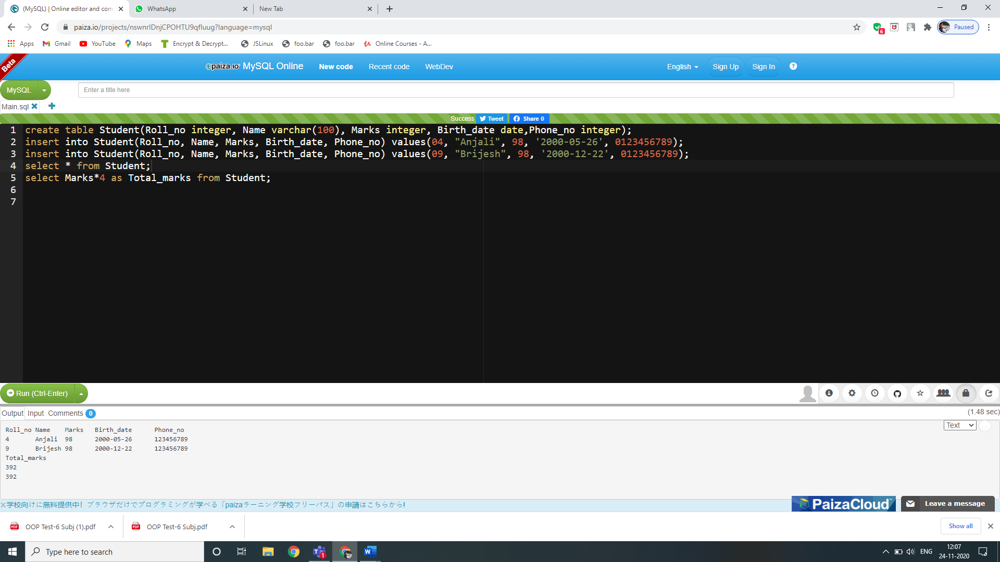 (MySQL) | Online editor and com
WhatsApp
New Tab
paiza.io/projects/nswnrIDnjCPOHTU9qfluug?language=mysql
6
Paused
Apps
Gmail
YouTube
Maps
Encrypt & Decrypt...
JSLinux
foo.bar
foo.bar
Online Courses - A...
Beta
paiza.io MySQL Online
New code
Recent code
WebDev
English
Sign Up
Sign In
?
MySQL
Enter a title here
Main.sql
Success
Tweet
Share 0
1 create table Student(Roll_no integer, Name varchar(100), Marks integer, Birth_date date,Phone_no integer);
2 insert into Student(Roll_no, Name, Marks, Birth_date, Phone_no) values(04, "Anjali", 98, '2000-05-26', 0123456789);
3 insert into Student(Roll_no, Name, Marks, Birth_date, Phone_no) values(09, "Brijesh", 98, '2000-12-22', 0123456789);
4 select * from Student;
5 select Marks*4 as Total_marks from Student;
6
7
Run (Ctrl-Enter)
Output
Input
Comments 0
(1.48 sec)
Text
Roll_no Name Marks Birth_date Phone_no
4 Anjali 98 2000-05-26 123456789
9 Brijesh 98 2000-12-22 123456789
Total_marks
392
392
学校向けに無料提供中！ブラウザだけでプログラミングが学べる「paizaラーニング学校フリーパス」の申請はこちらから!
PaizaCloud
Leave a message
PDF
OOP Test-6 Subj (1).pdf
PDF
OOP Test-6 Subj.pdf
Show all
Type here to search
T
1
W
ENG
12:07
24-11-2020